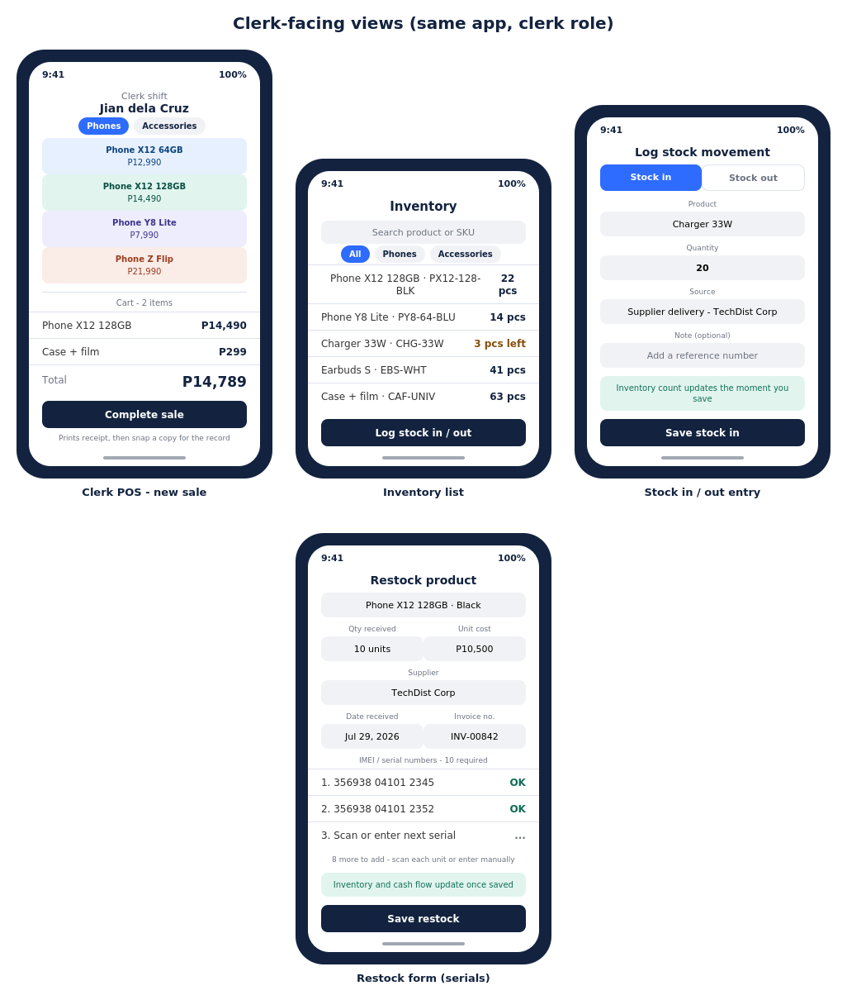 Clerk-facing views (same app, clerk role)
9:41 100%
Clerk shift
Jian dela Cruz
Phones Accessories
Phone X12 64GB
P12,990
Phone X12 128GB
P14,490
Phone Y8 Lite
P7,990
Phone Z Flip
P21,990
Cart - 2 items
Phone X12 128GB P14,490
Case + film P299
Total P14,789
Complete sale
Prints receipt, then snap a copy for the record
Clerk POS - new sale
9:41 100%
Inventory
Search product or SKU
All Phones Accessories
Phone X12 128GB · PX12-128- 22
BLK pcs
Phone Y8 Lite · PY8-64-BLU 14 pcs
Charger 33W · CHG-33W 3 pcs left
Earbuds S · EBS-WHT 41 pcs
Case + film · CAF-UNIV 63 pcs
Log stock in / out
Inventory list
9:41 100%
Log stock movement
Stock in Stock out
Product
Charger 33W
Quantity
20
Source
Supplier delivery - TechDist Corp
Note (optional)
Add a reference number
Inventory count updates the moment you
save
Save stock in
Stock in / out entry
9:41 100%
Restock product
Phone X12 128GB · Black
Qty received Unit cost
10 units P10,500
Supplier
TechDist Corp
Date received Invoice no.
Jul 29, 2026 INV-00842
IMEI / serial numbers - 10 required
1. 356938 04101 2345 OK
2. 356938 04101 2352 OK
3. Scan or enter next serial ...
8 more to add - scan each unit or enter manually
Inventory and cash flow update once saved
Save restock
Restock form (serials)